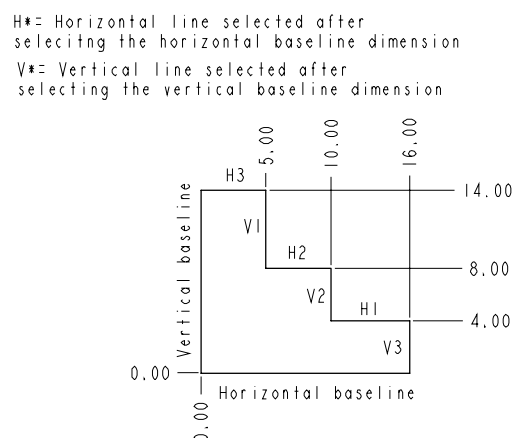 H*= Horizontal line selected after
selecitng the horizontal baseline dimension
V*= Vertical line selected after
selecting the vertical baseline dimension
5.00
10.00
16.00
H3
14.00
Vertical baseline
V1
H2
8.00
V2
H1
4.00
V3
0.00
Horizontal baseline
0.00